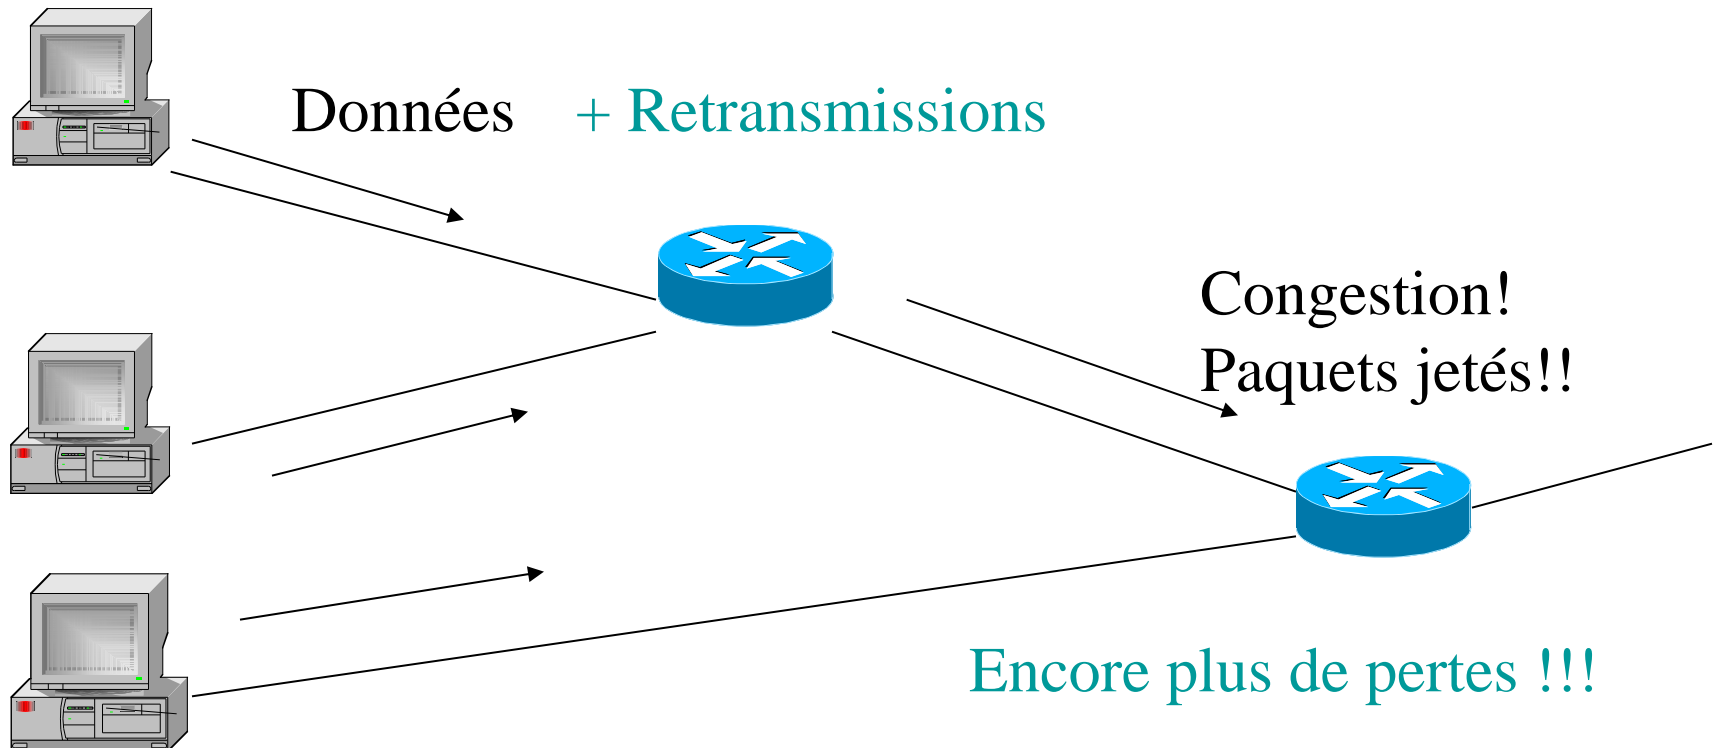 Données + Retransmissions
Congestion!
Paquets jetés!!
Encore plus de pertes !!!